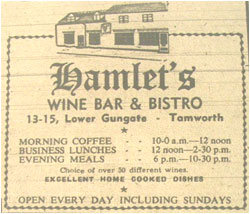 Hamlet's
WINE BAR & BISTRO
13-15, Lower Gungate - Tamworth
MORNING COFFEE - - 10-0 a.m.—12 noon
BUSINESS LUNCHES - 12 noon—2-30 p.m.
EVENING MEALS - - 6 p.m.—10-30 p.m.
Choice of over 50 different wines.
EXCELLENT HOME COOKED DISHES
OPEN EVERY DAY INCLUDING SUNDAYS